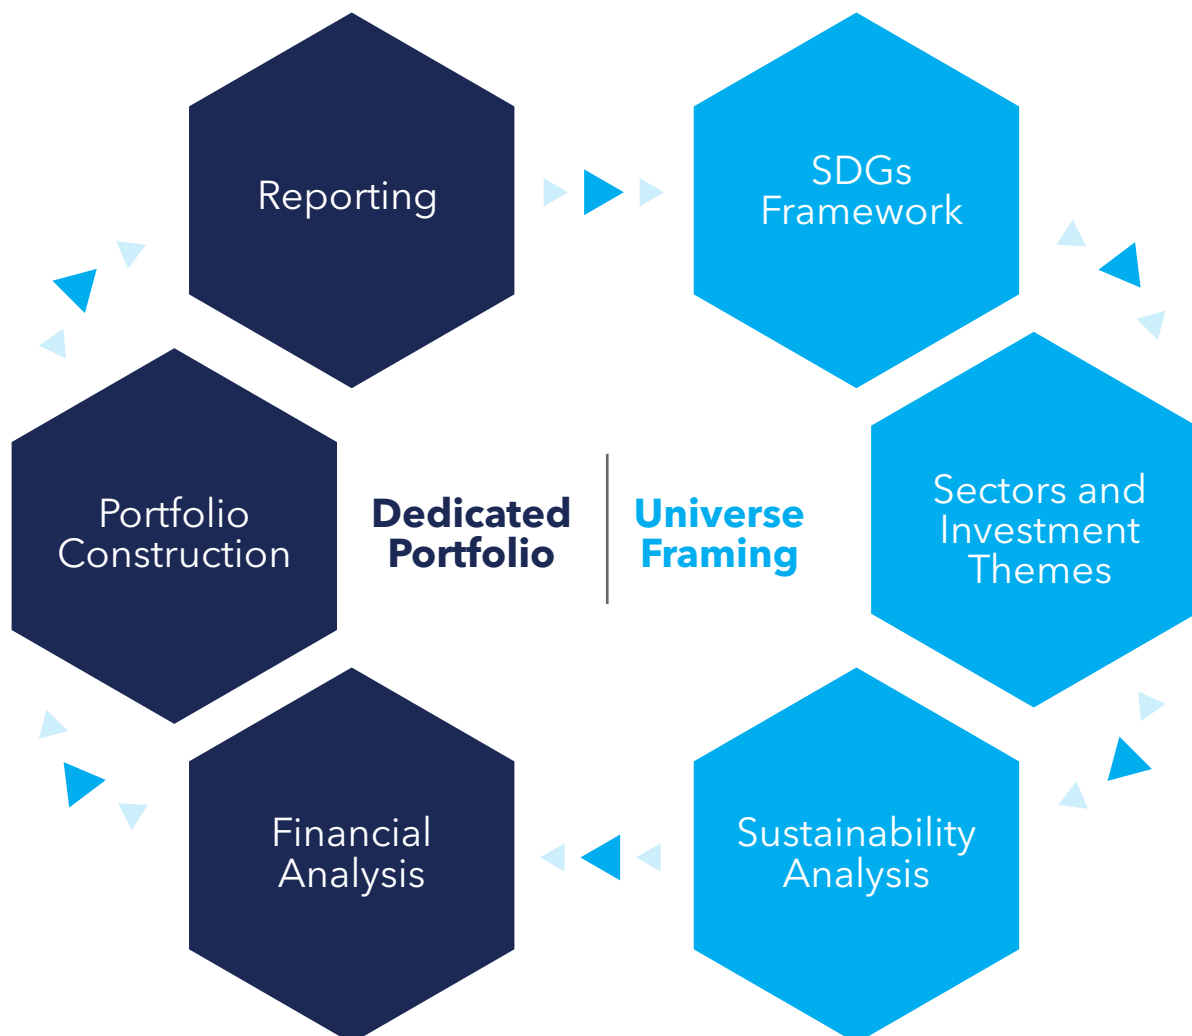 Reporting
SDGs
Framework
Portfolio
Construction
Dedicated
Portfolio
Universe
Framing
Sectors and
Investment
Themes
Financial
Analysis
Sustainability
Analysis